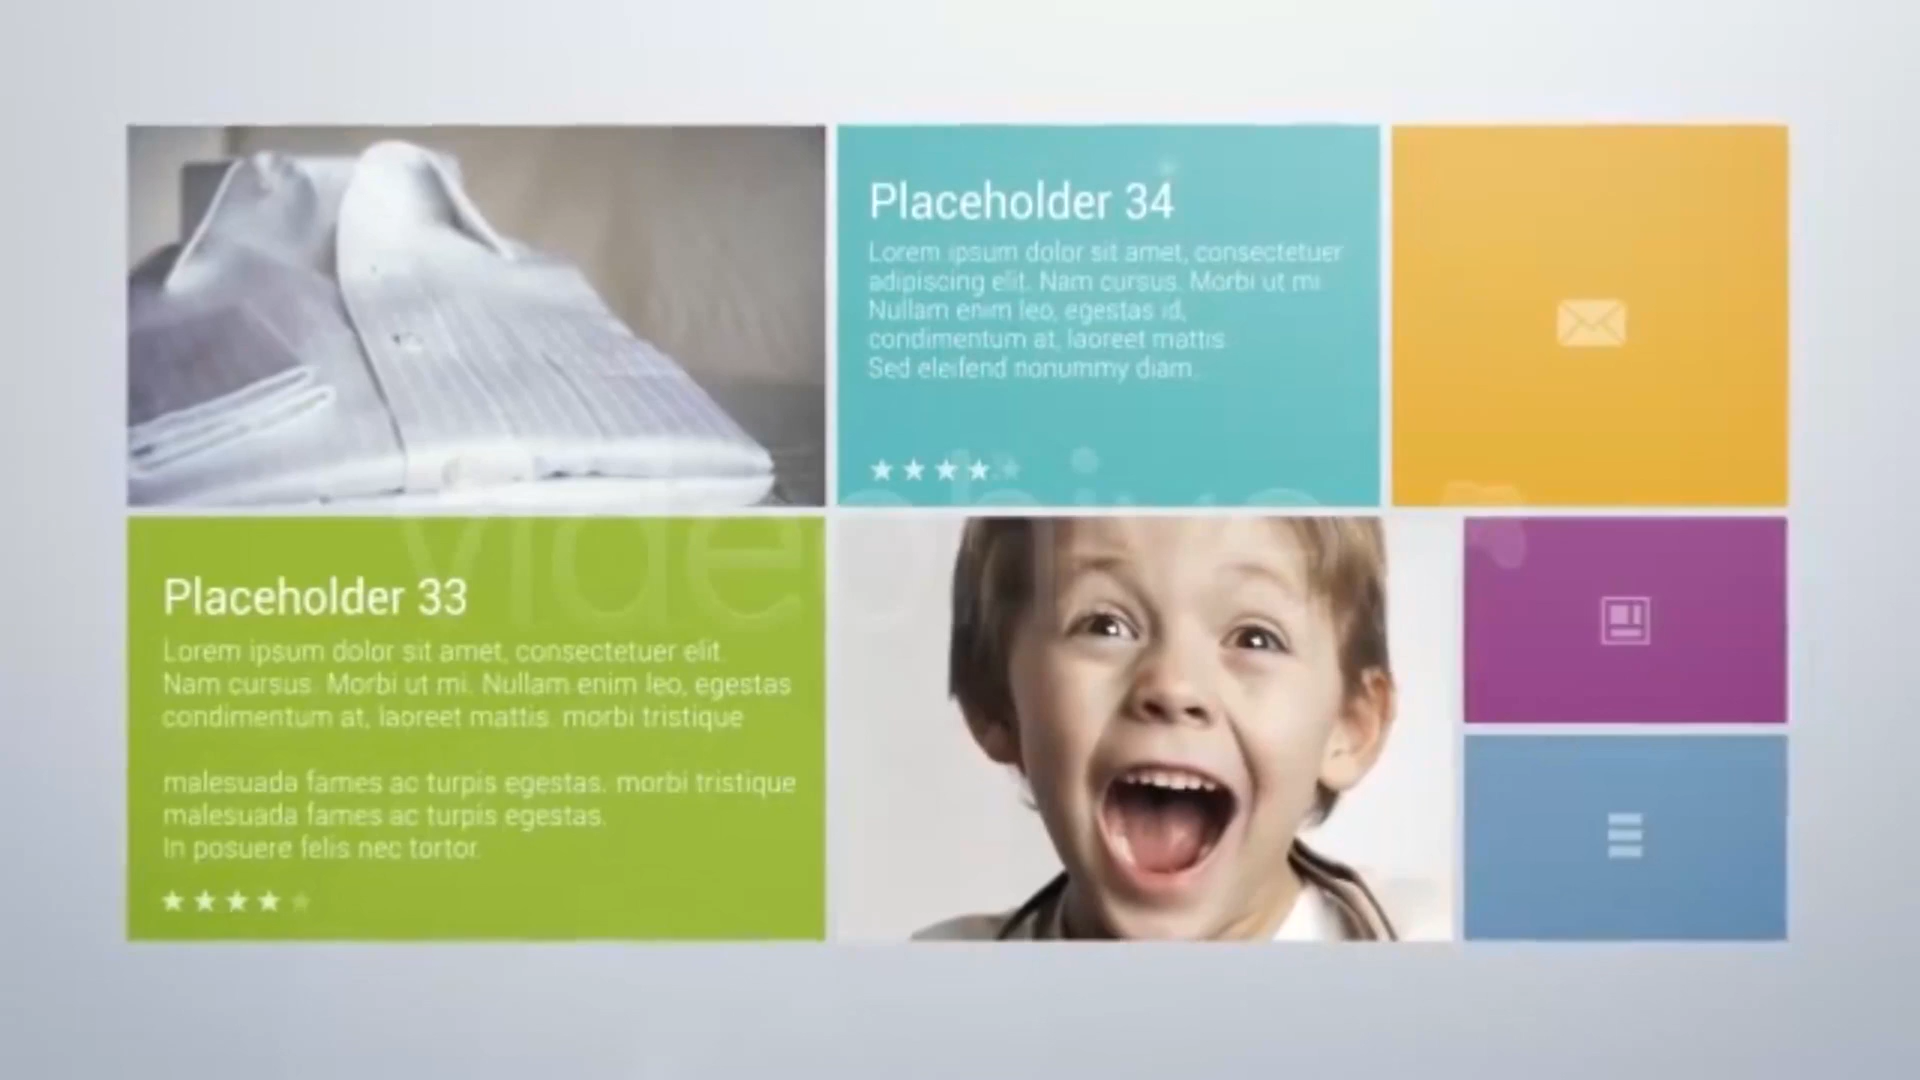 Placeholder 34
Lorem ipsum dolor sit amet, consectetuer
adipiscing elit. Nam cursus. Morbi ut mi.
Nullam enim leo, egestas id,
condimentum at, laoreet mattis.
Sed eleifend nonummy diam.
Placeholder 33
Lorem ipsum dolor sit amet, consectetuer elit.
Nam cursus. Morbi ut mi. Nullam enim leo, egestas
condimentum at, laoreet mattis. morbi tristique
malesuada fames ac turpis egestas. morbi tristique
malesuada fames ac turpis egestas.
In posuere felis nec tortor.
videohive